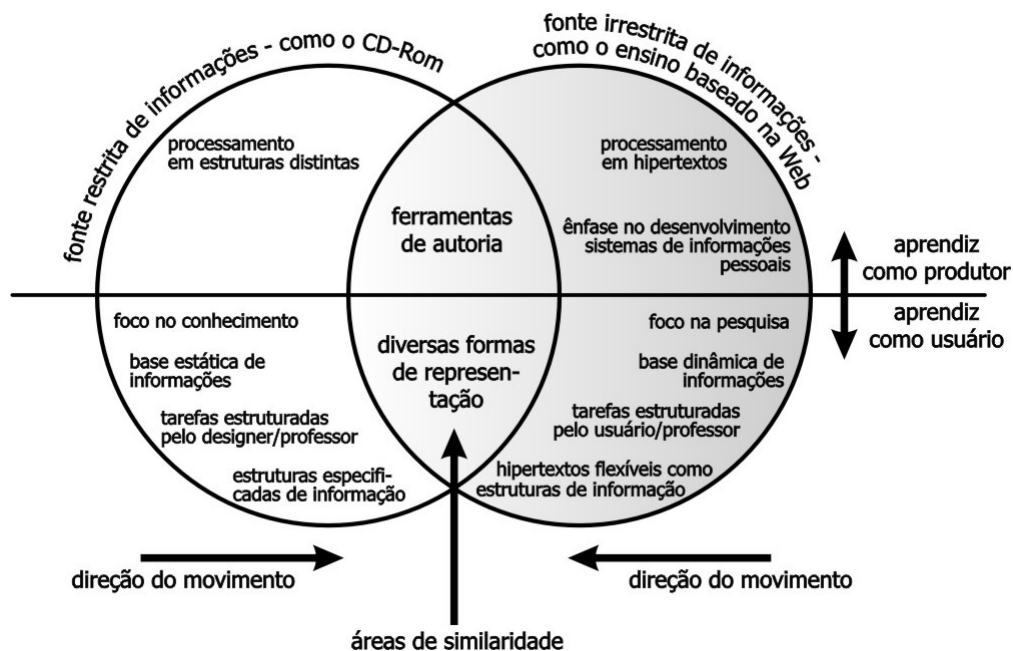 fonte restrita de informações - como o CD-Rom
fonte irrestrita de informações -
como o ensino baseado na Web
processamento
em estruturas distintas
ferramentas
de autoria
processamento
em hipertextos
ênfase no desenvolvimento
sistemas de informações
pessoais
aprendiz
como produtor
aprendiz
como usuário
foco no conhecimento
base estática de
informações
tarefas estruturadas
pelo designer/professor
estruturas especifi-
cadas de informação
diversas formas
de represen-
tação
foco na pesquisa
base dinâmica de
informações
tarefas estruturadas
pelo usuário/professor
hipertextos flexíveis como
estruturas de informação
direção do movimento
direção do movimento
áreas de similaridade